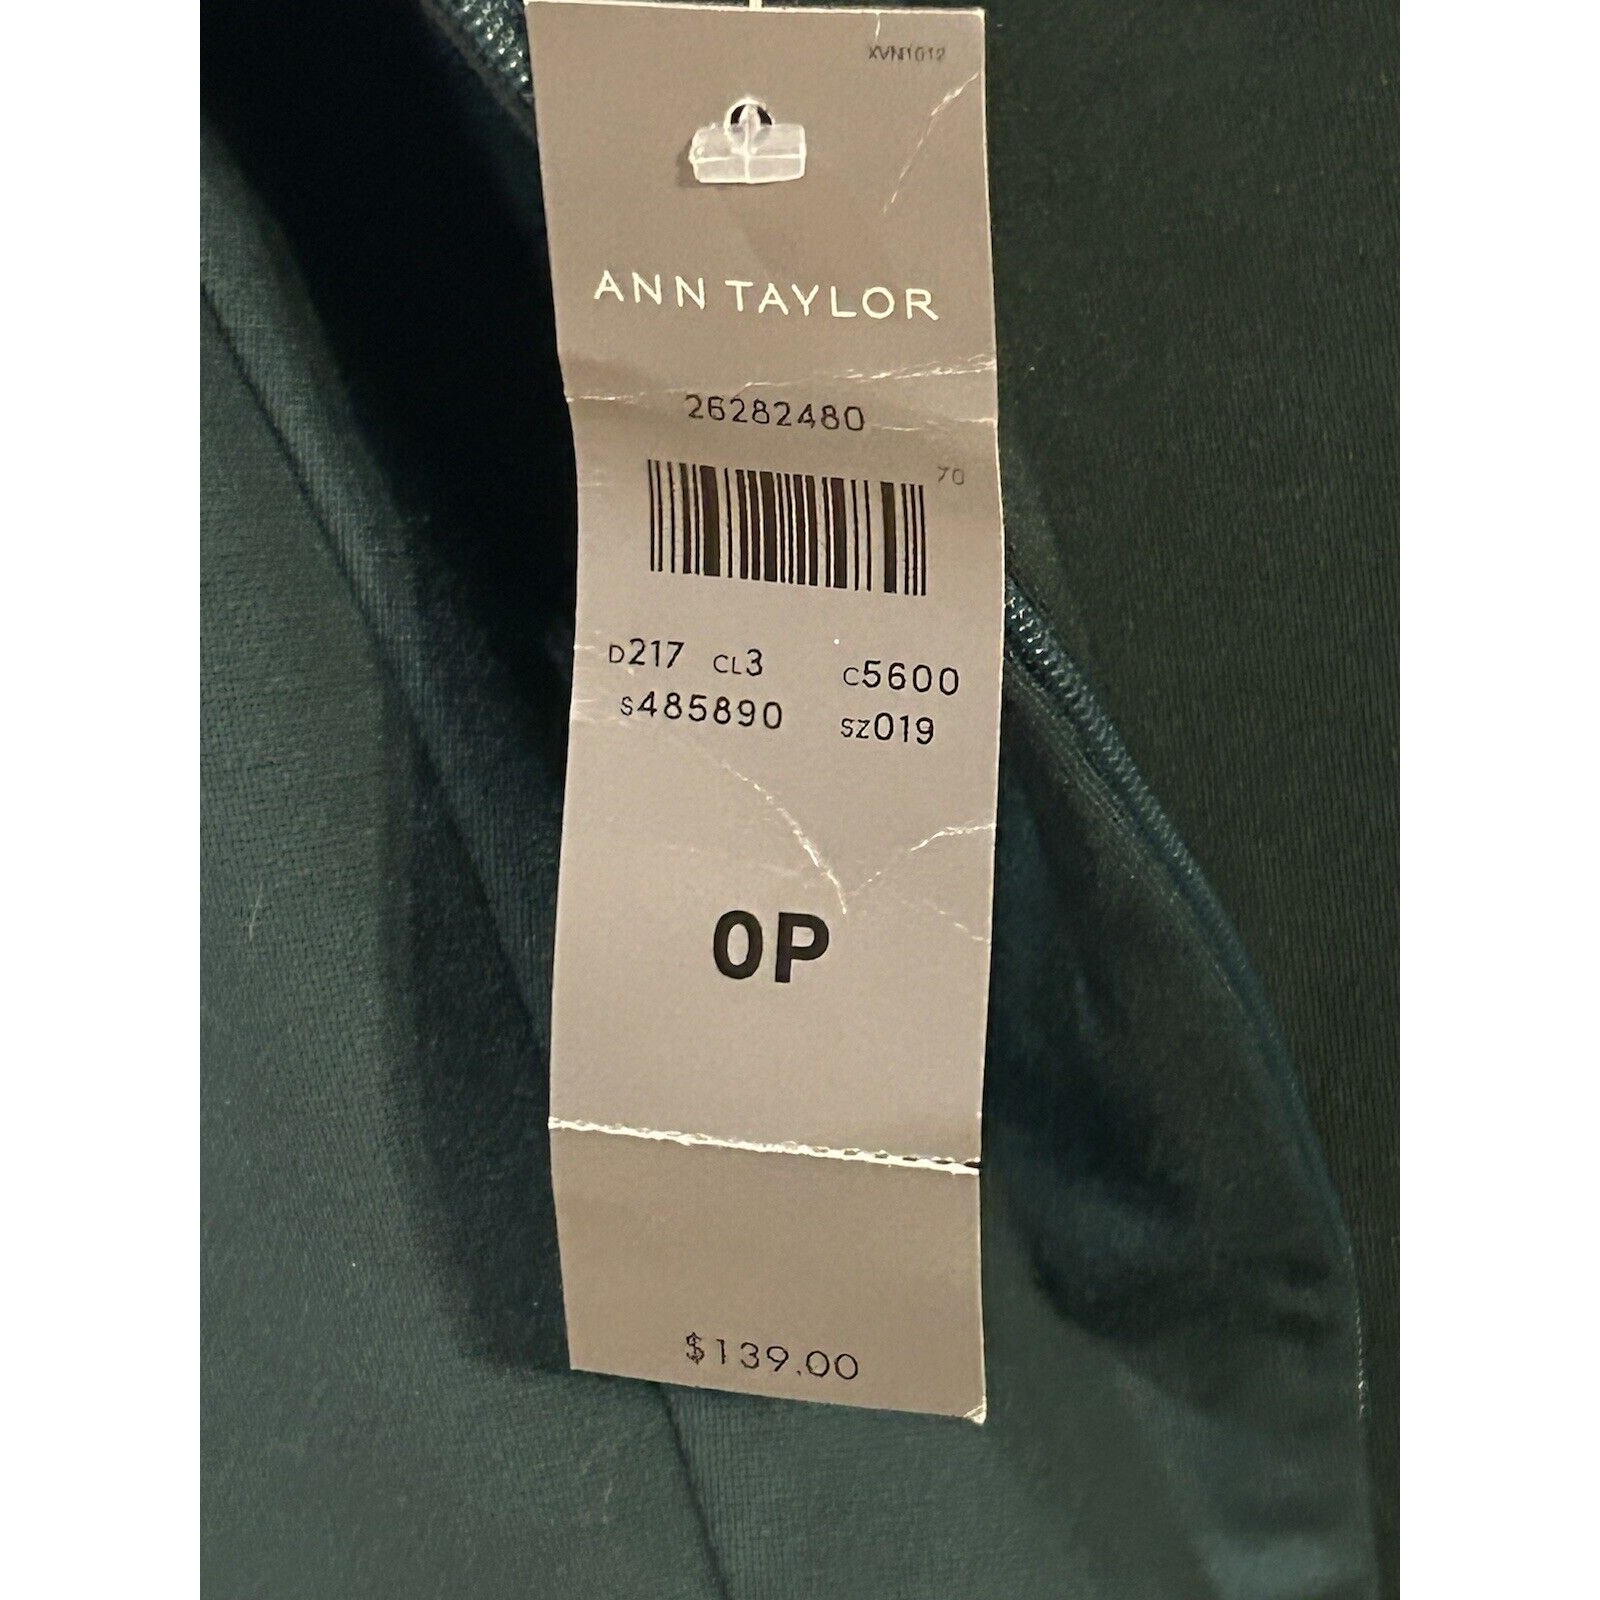 XVN1012
ANN TAYLOR
26282480
70
D217 CL3 C5600
S485890 SZ019
0P
$139.00